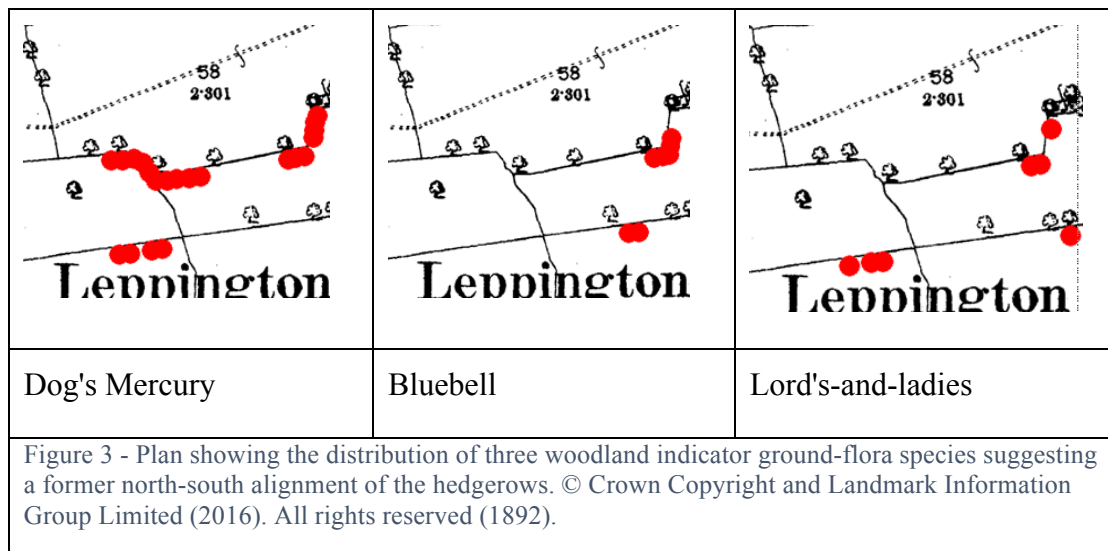 58
2·301
Leppington
58
2·301
Leppington
58
2·301
Leppington
Dog's Mercury
Bluebell
Lord's-and-ladies
Figure 3 - Plan showing the distribution of three woodland indicator ground-flora species suggesting
a former north-south alignment of the hedgerows. © Crown Copyright and Landmark Information
Group Limited (2016). All rights reserved (1892).